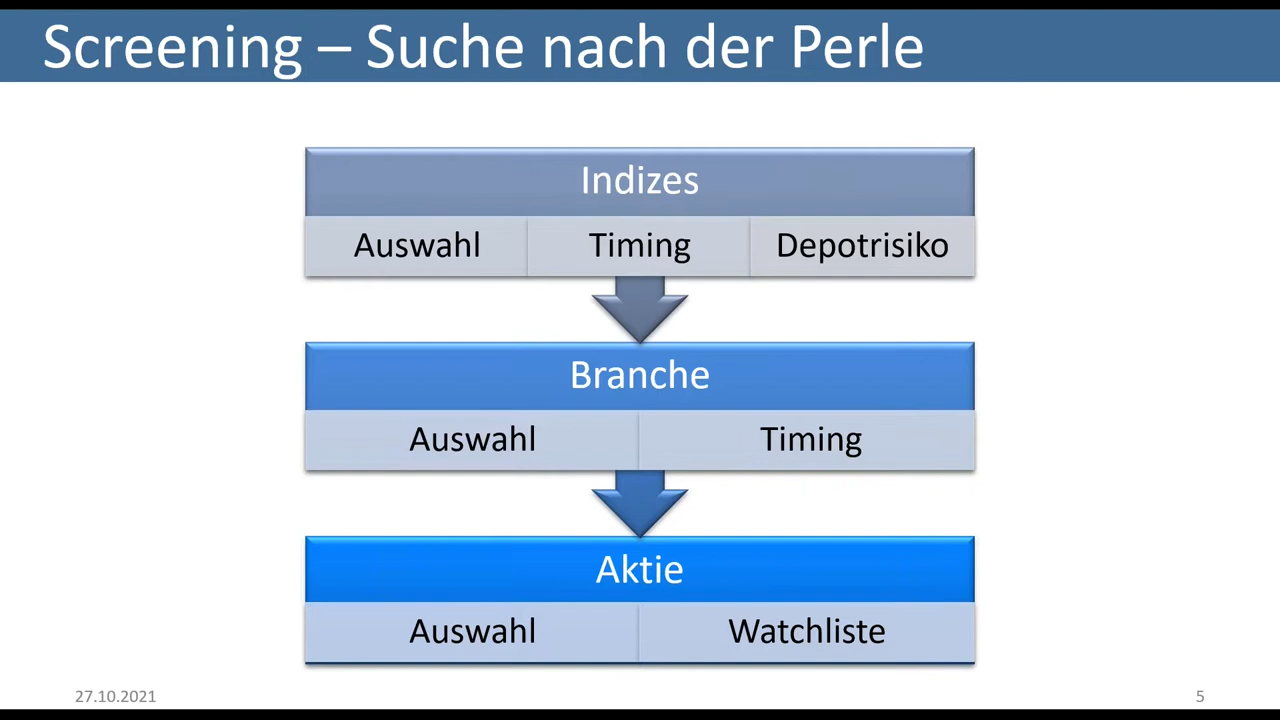 Screening – Suche nach der Perle
Indizes
Auswahl Timing Depotrisiko
Branche
Auswahl Timing
Aktie
Auswahl Watchliste
27.10.2021 5